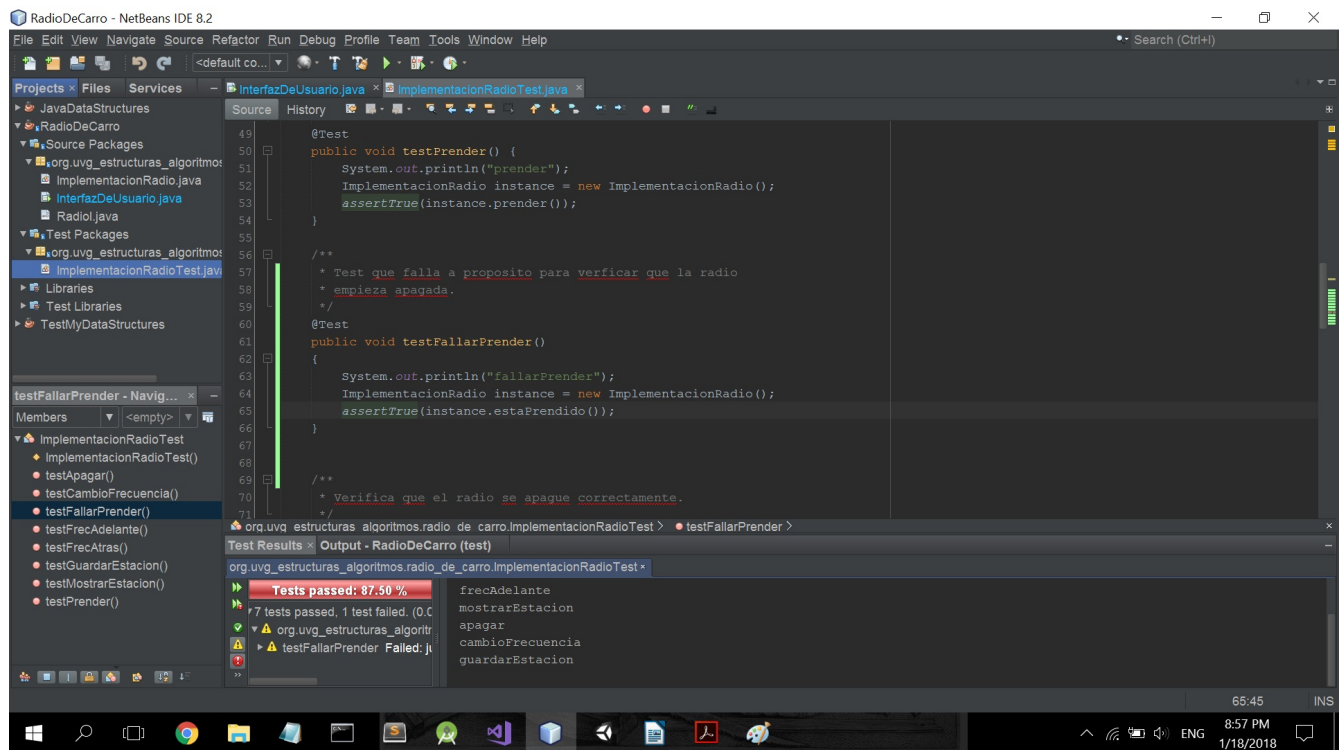 RadioDeCarro - NetBeans IDE 8.2
File Edit View Navigate Source Refactor Run Debug Profile Team Tools Window Help
Search (Ctrl+I)
<default co...
Projects Files Services
InterfazDeUsuario.java ImplementacionRadioTest.java
Source History
JavaDataStructures
RadioDeCarro
Source Packages
org.uvg_estructuras_algoritmos
ImplementacionRadio.java
InterfazDeUsuario.java
RadioI.java
Test Packages
org.uvg_estructuras_algoritmos
ImplementacionRadioTest.java
Libraries
Test Libraries
TestMyDataStructures
49 @Test
50 public void testPrender() {
51 System.out.println("prender");
52 ImplementacionRadio instance = new ImplementacionRadio();
53 assertTrue(instance.prender());
54 }
55
56 /**
57 * Test que falla a proposito para verficar que la radio
58 * empieza apagada.
59 */
60 @Test
61 public void testFallarPrender()
62 {
63 System.out.println("fallarPrender");
64 ImplementacionRadio instance = new ImplementacionRadio();
65 assertTrue(instance.estaPrendido());
66 }
67
68
69 /**
70 * Verifica que el radio se apague correctamente.
71 */
testFallarPrender - Navig...
Members <empty>
ImplementacionRadioTest
ImplementacionRadioTest()
testApagar()
testCambioFrecuencia()
testFallarPrender()
testFrecAdelante()
testFrecAtras()
testGuardarEstacion()
testMostrarEstacion()
testPrender()
org.uvg_estructuras_algoritmos.radio_de_carro.ImplementacionRadioTest > testFallarPrender >
Test Results Output - RadioDeCarro (test)
org.uvg_estructuras_algoritmos.radio_de_carro.ImplementacionRadioTest
Tests passed: 87.50 %
7 tests passed, 1 test failed. (0.0
org.uvg_estructuras_algoritm
testFallarPrender Failed: ju
frecAdelante
mostrarEstacion
apagar
cambioFrecuencia
guardarEstacion
65:45 INS
ENG
8:57 PM
1/18/2018